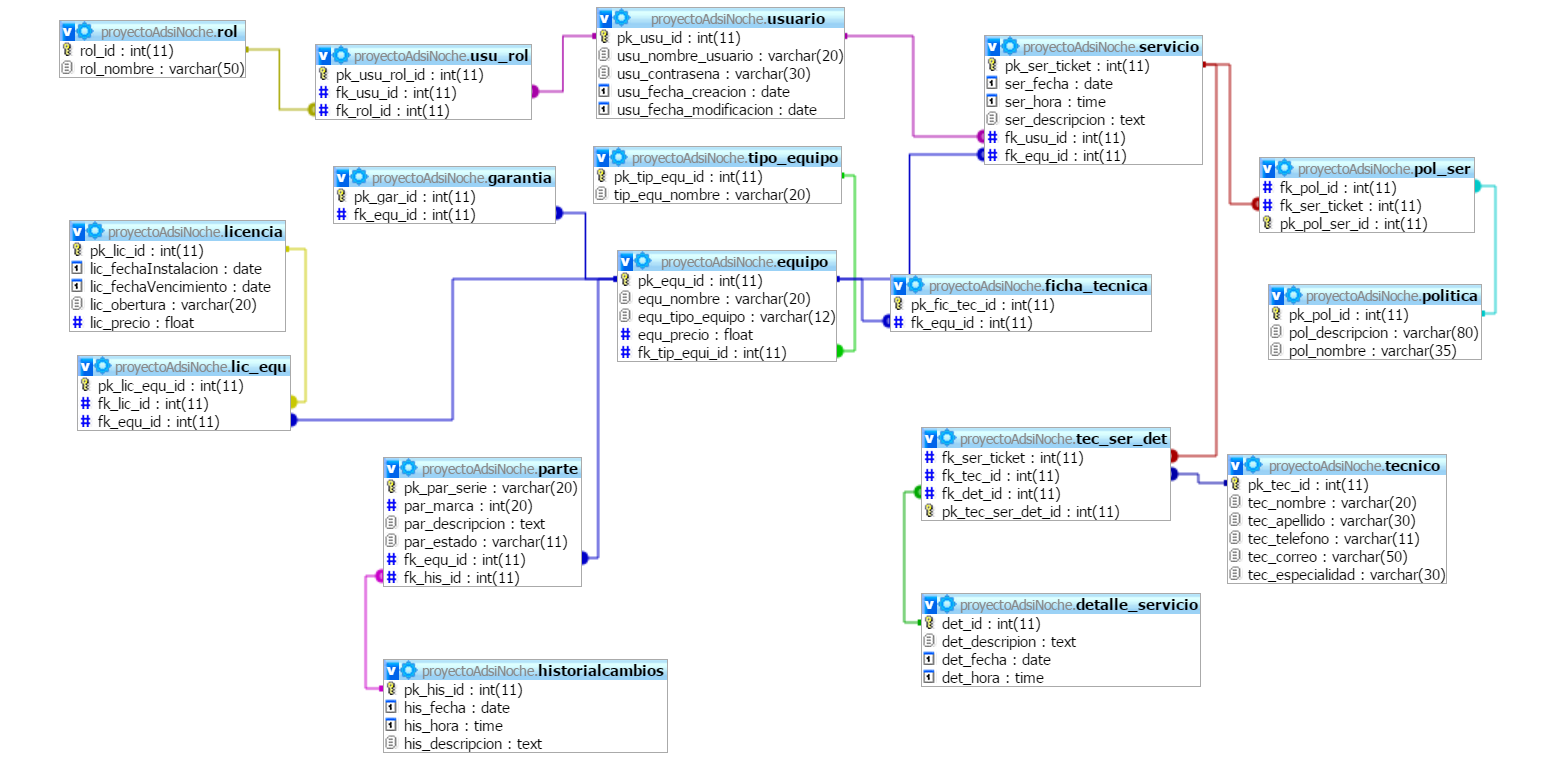 proyectoAdsiNoche.rol
rol_id : int(11)
rol_nombre : varchar(50)
proyectoAdsiNoche.usu_rol
pk_usu_rol_id : int(11)
fk_usu_id : int(11)
fk_rol_id : int(11)
proyectoAdsiNoche.usuario
pk_usu_id : int(11)
usu_nombre_usuario : varchar(20)
usu_contrasena : varchar(30)
usu_fecha_creacion : date
usu_fecha_modificacion : date
proyectoAdsiNoche.servicio
pk_ser_ticket : int(11)
ser_fecha : date
ser_hora : time
ser_descripcion : text
fk_usu_id : int(11)
fk_equ_id : int(11)
proyectoAdsiNoche.garantia
pk_gar_id : int(11)
fk_equ_id : int(11)
proyectoAdsiNoche.tipo_equipo
pk_tip_equ_id : int(11)
tip_equ_nombre : varchar(20)
proyectoAdsiNoche.pol_ser
fk_pol_id : int(11)
fk_ser_ticket : int(11)
pk_pol_ser_id : int(11)
proyectoAdsiNoche.licencia
pk_lic_id : int(11)
lic_fechaInstalacion : date
lic_fechaVencimiento : date
lic_obertura : varchar(20)
lic_precio : float
proyectoAdsiNoche.equipo
pk_equ_id : int(11)
equ_nombre : varchar(20)
equ_tipo_equipo : varchar(12)
equ_precio : float
fk_tip_equi_id : int(11)
proyectoAdsiNoche.ficha_tecnica
pk_fic_tec_id : int(11)
fk_equ_id : int(11)
proyectoAdsiNoche.politica
pk_pol_id : int(11)
pol_descripcion : varchar(80)
pol_nombre : varchar(35)
proyectoAdsiNoche.lic_equ
pk_lic_equ_id : int(11)
fk_lic_id : int(11)
fk_equ_id : int(11)
proyectoAdsiNoche.parte
pk_par_serie : varchar(20)
par_marca : int(20)
par_descripcion : text
par_estado : varchar(11)
fk_equ_id : int(11)
fk_his_id : int(11)
proyectoAdsiNoche.tec_ser_det
fk_ser_ticket : int(11)
fk_tec_id : int(11)
fk_det_id : int(11)
pk_tec_ser_det_id : int(11)
proyectoAdsiNoche.tecnico
pk_tec_id : int(11)
tec_nombre : varchar(20)
tec_apellido : varchar(30)
tec_telefono : varchar(11)
tec_correo : varchar(50)
tec_especialidad : varchar(30)
proyectoAdsiNoche.detalle_servicio
det_id : int(11)
det_descripion : text
det_fecha : date
det_hora : time
proyectoAdsiNoche.historialcambios
pk_his_id : int(11)
his_fecha : date
his_hora : time
his_descripcion : text